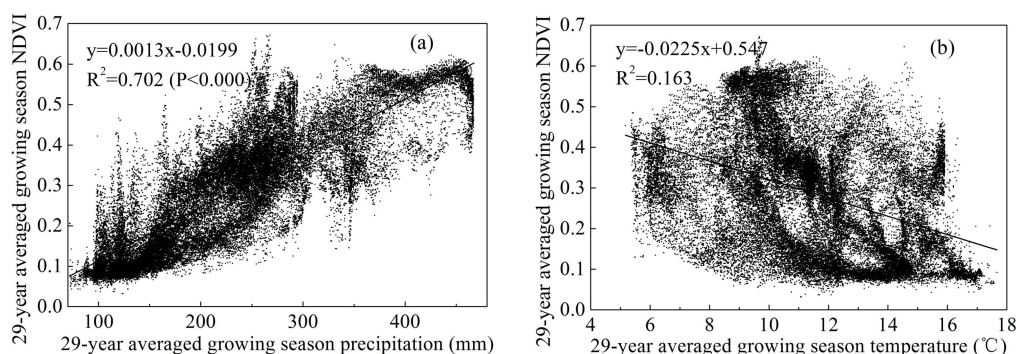 29-year averaged growing season NDVI
0.7
0.6
0.5
0.4
0.3
0.2
0.1
0.0
y=0.0013x-0.0199
R²=0.702 (P<0.000)
(a)
100 200 300 400
29-year averaged growing season precipitation (mm)
29-year averaged growing season NDVI
0.7
0.6
0.5
0.4
0.3
0.2
0.1
0.0
y=-0.0225x+0.547
R²=0.163
(b)
4 6 8 10 12 14 16 18
29-year averaged growing season temperature (℃)